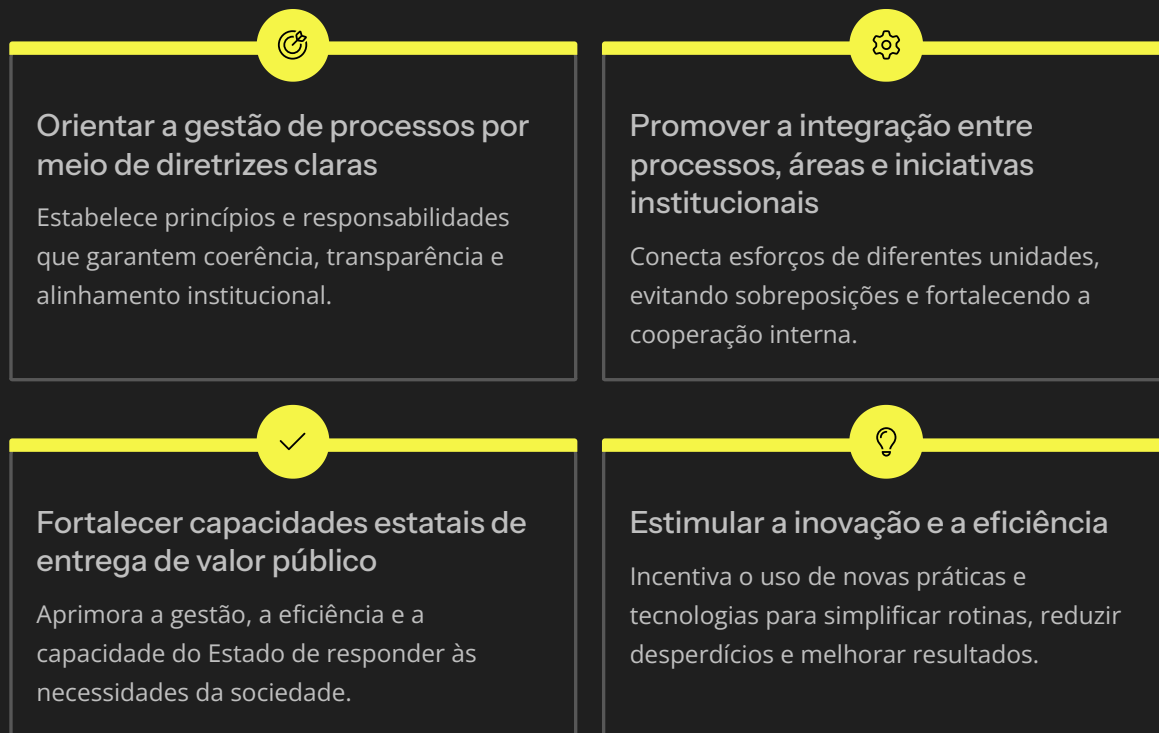 Orientar a gestão de processos por
meio de diretrizes claras
Estabelece princípios e responsabilidades
que garantem coerência, transparência e
alinhamento institucional.
Promover a integração entre
processos, áreas e iniciativas
institucionais
Conecta esforços de diferentes unidades,
evitando sobreposições e fortalecendo a
cooperação interna.
Fortalecer capacidades estatais de
entrega de valor público
Aprimora a gestão, a eficiência e a
capacidade do Estado de responder às
necessidades da sociedade.
Estimular a inovação e a eficiência
Incentiva o uso de novas práticas e
tecnologias para simplificar rotinas, reduzir
desperdícios e melhorar resultados.